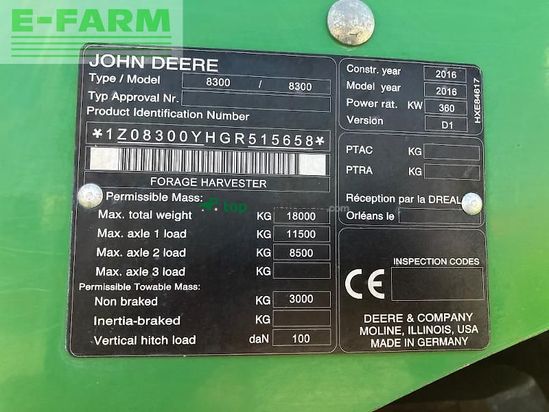 E-FARM
JOHN DEERE
Type / Model 8300 / 8300
Typ Approval Nr.
Product Identification Number
*1Z08300YHGR515658*
FORAGE HARVESTER
Permissible Mass:
Max. total weight KG 18000
Max. axle 1 load KG 11500
Max. axle 2 load KG 8500
Max. axle 3 load KG
Permissible Towable Mass:
Non braked KG 3000
Inertia-braked KG
Vertical hitch load daN 100
Constr. year 2016
Model year 2016
Power rat. KW 360
Version D1
HXE84617
PTAC KG
PTRA KG
Réception par la DREAL
Orléans le
CE
INSPECTION CODES
DEERE & COMPANY
MOLINE, ILLINOIS, USA
MADE IN GERMANY
top .com